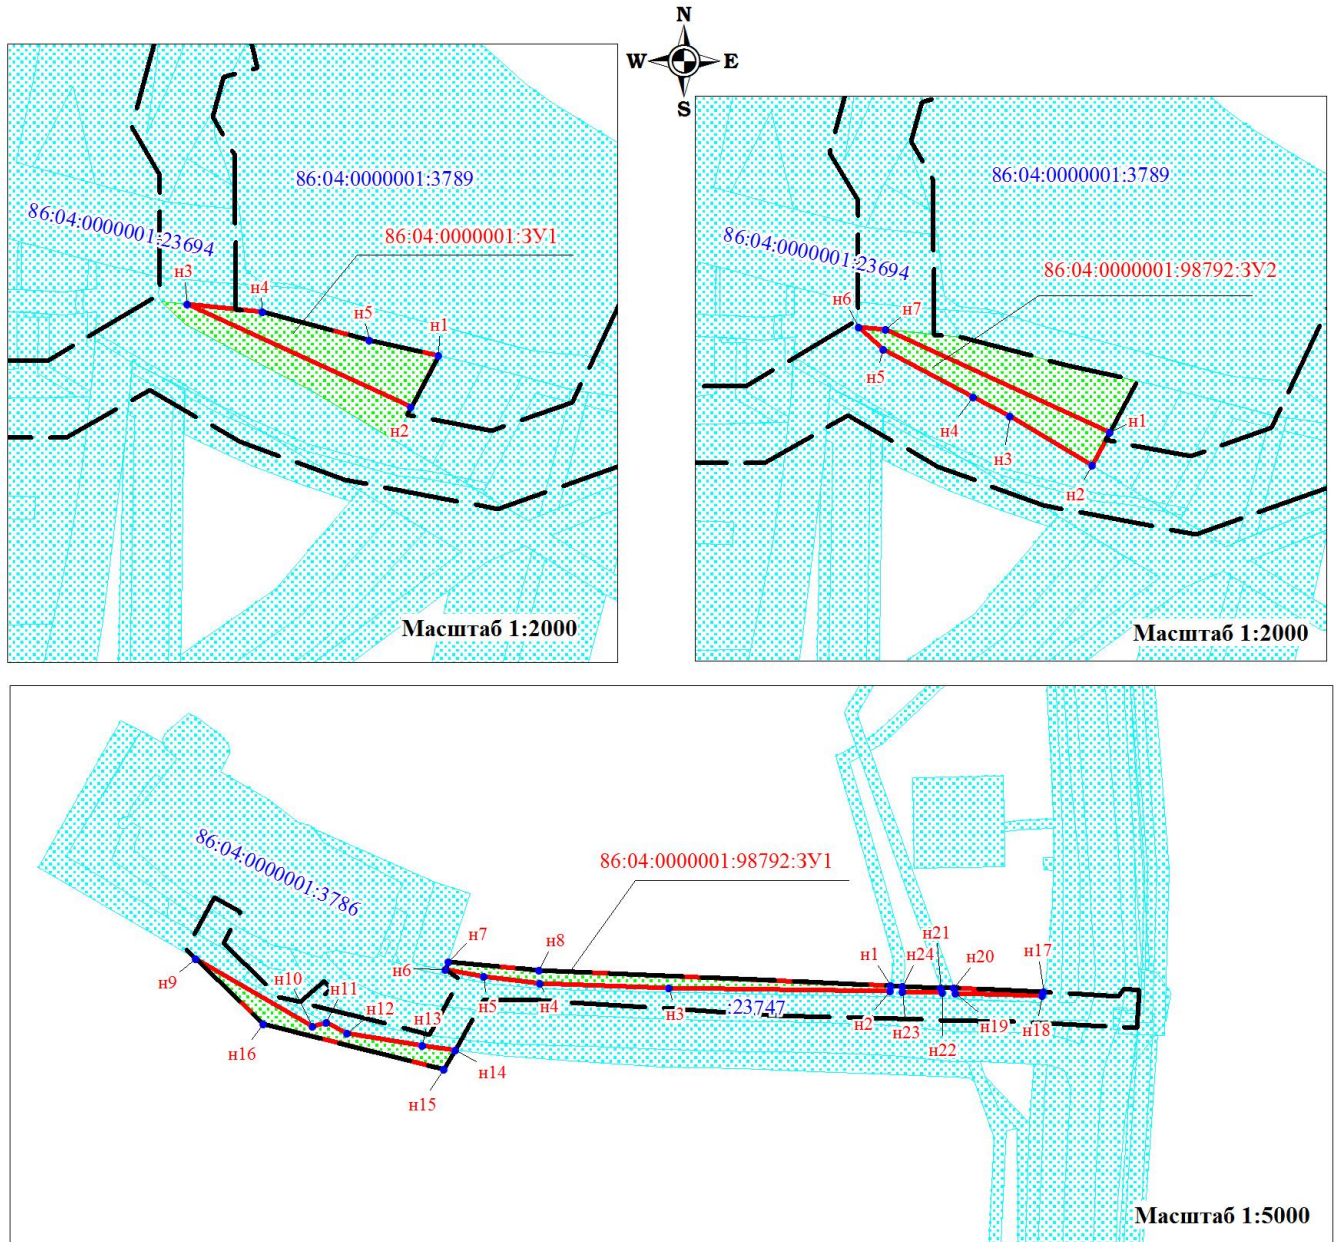 N
W E
S
86:04:0000001:3789
86:04:0000001:23694
86:04:0000001:ЗУ1
н3
н4
н5
н1
н2
Масштаб 1:2000
86:04:0000001:3789
86:04:0000001:23694
86:04:0000001:98792:ЗУ2
н6
н7
н5
н4
н3
н1
н2
Масштаб 1:2000
86:04:0000001:3786
86:04:0000001:98792:ЗУ1
н7
н8
н6
н5
н4
н3
:23747
н1
н24
н21
н20
н17
н2
н23
н22
н19
н18
н9
н10
н11
н12
н13
н16
н15
н14
Масштаб 1:5000